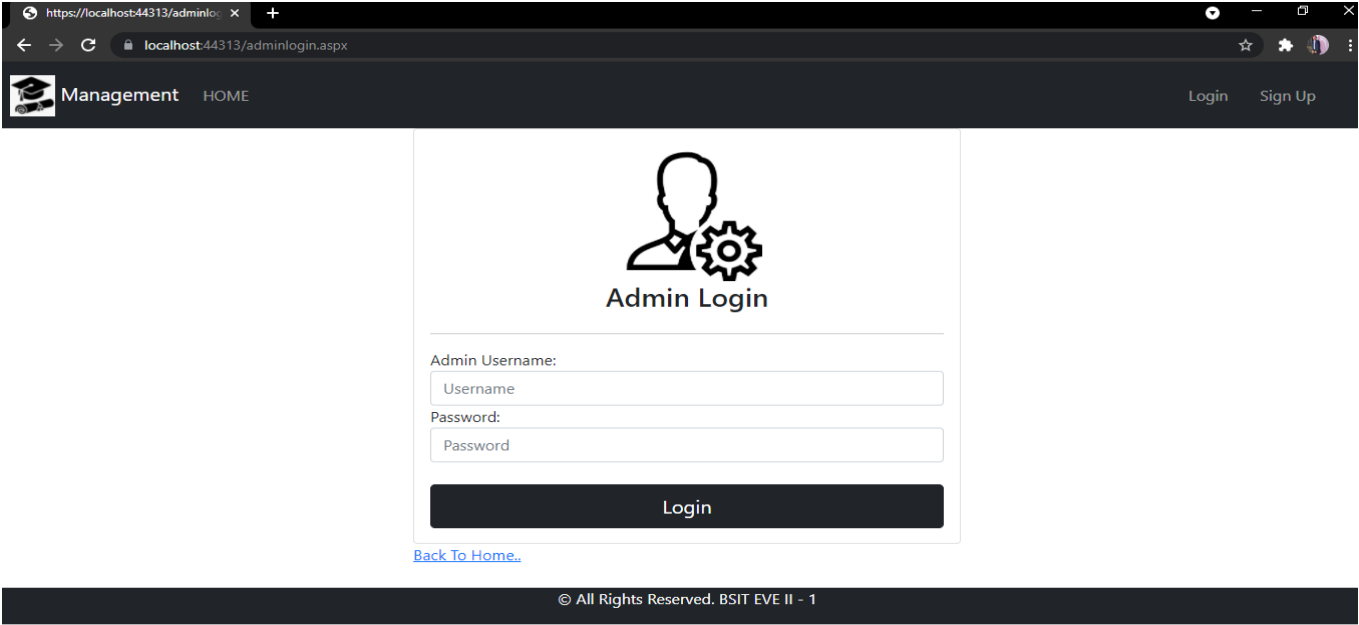 https://localhost:44313/adminlog
localhost:44313/adminlogin.aspx
Management HOME Login Sign Up
Admin Login
Admin Username:
Username
Password:
Password
Login
Back To Home..
© All Rights Reserved. BSIT EVE II - 1